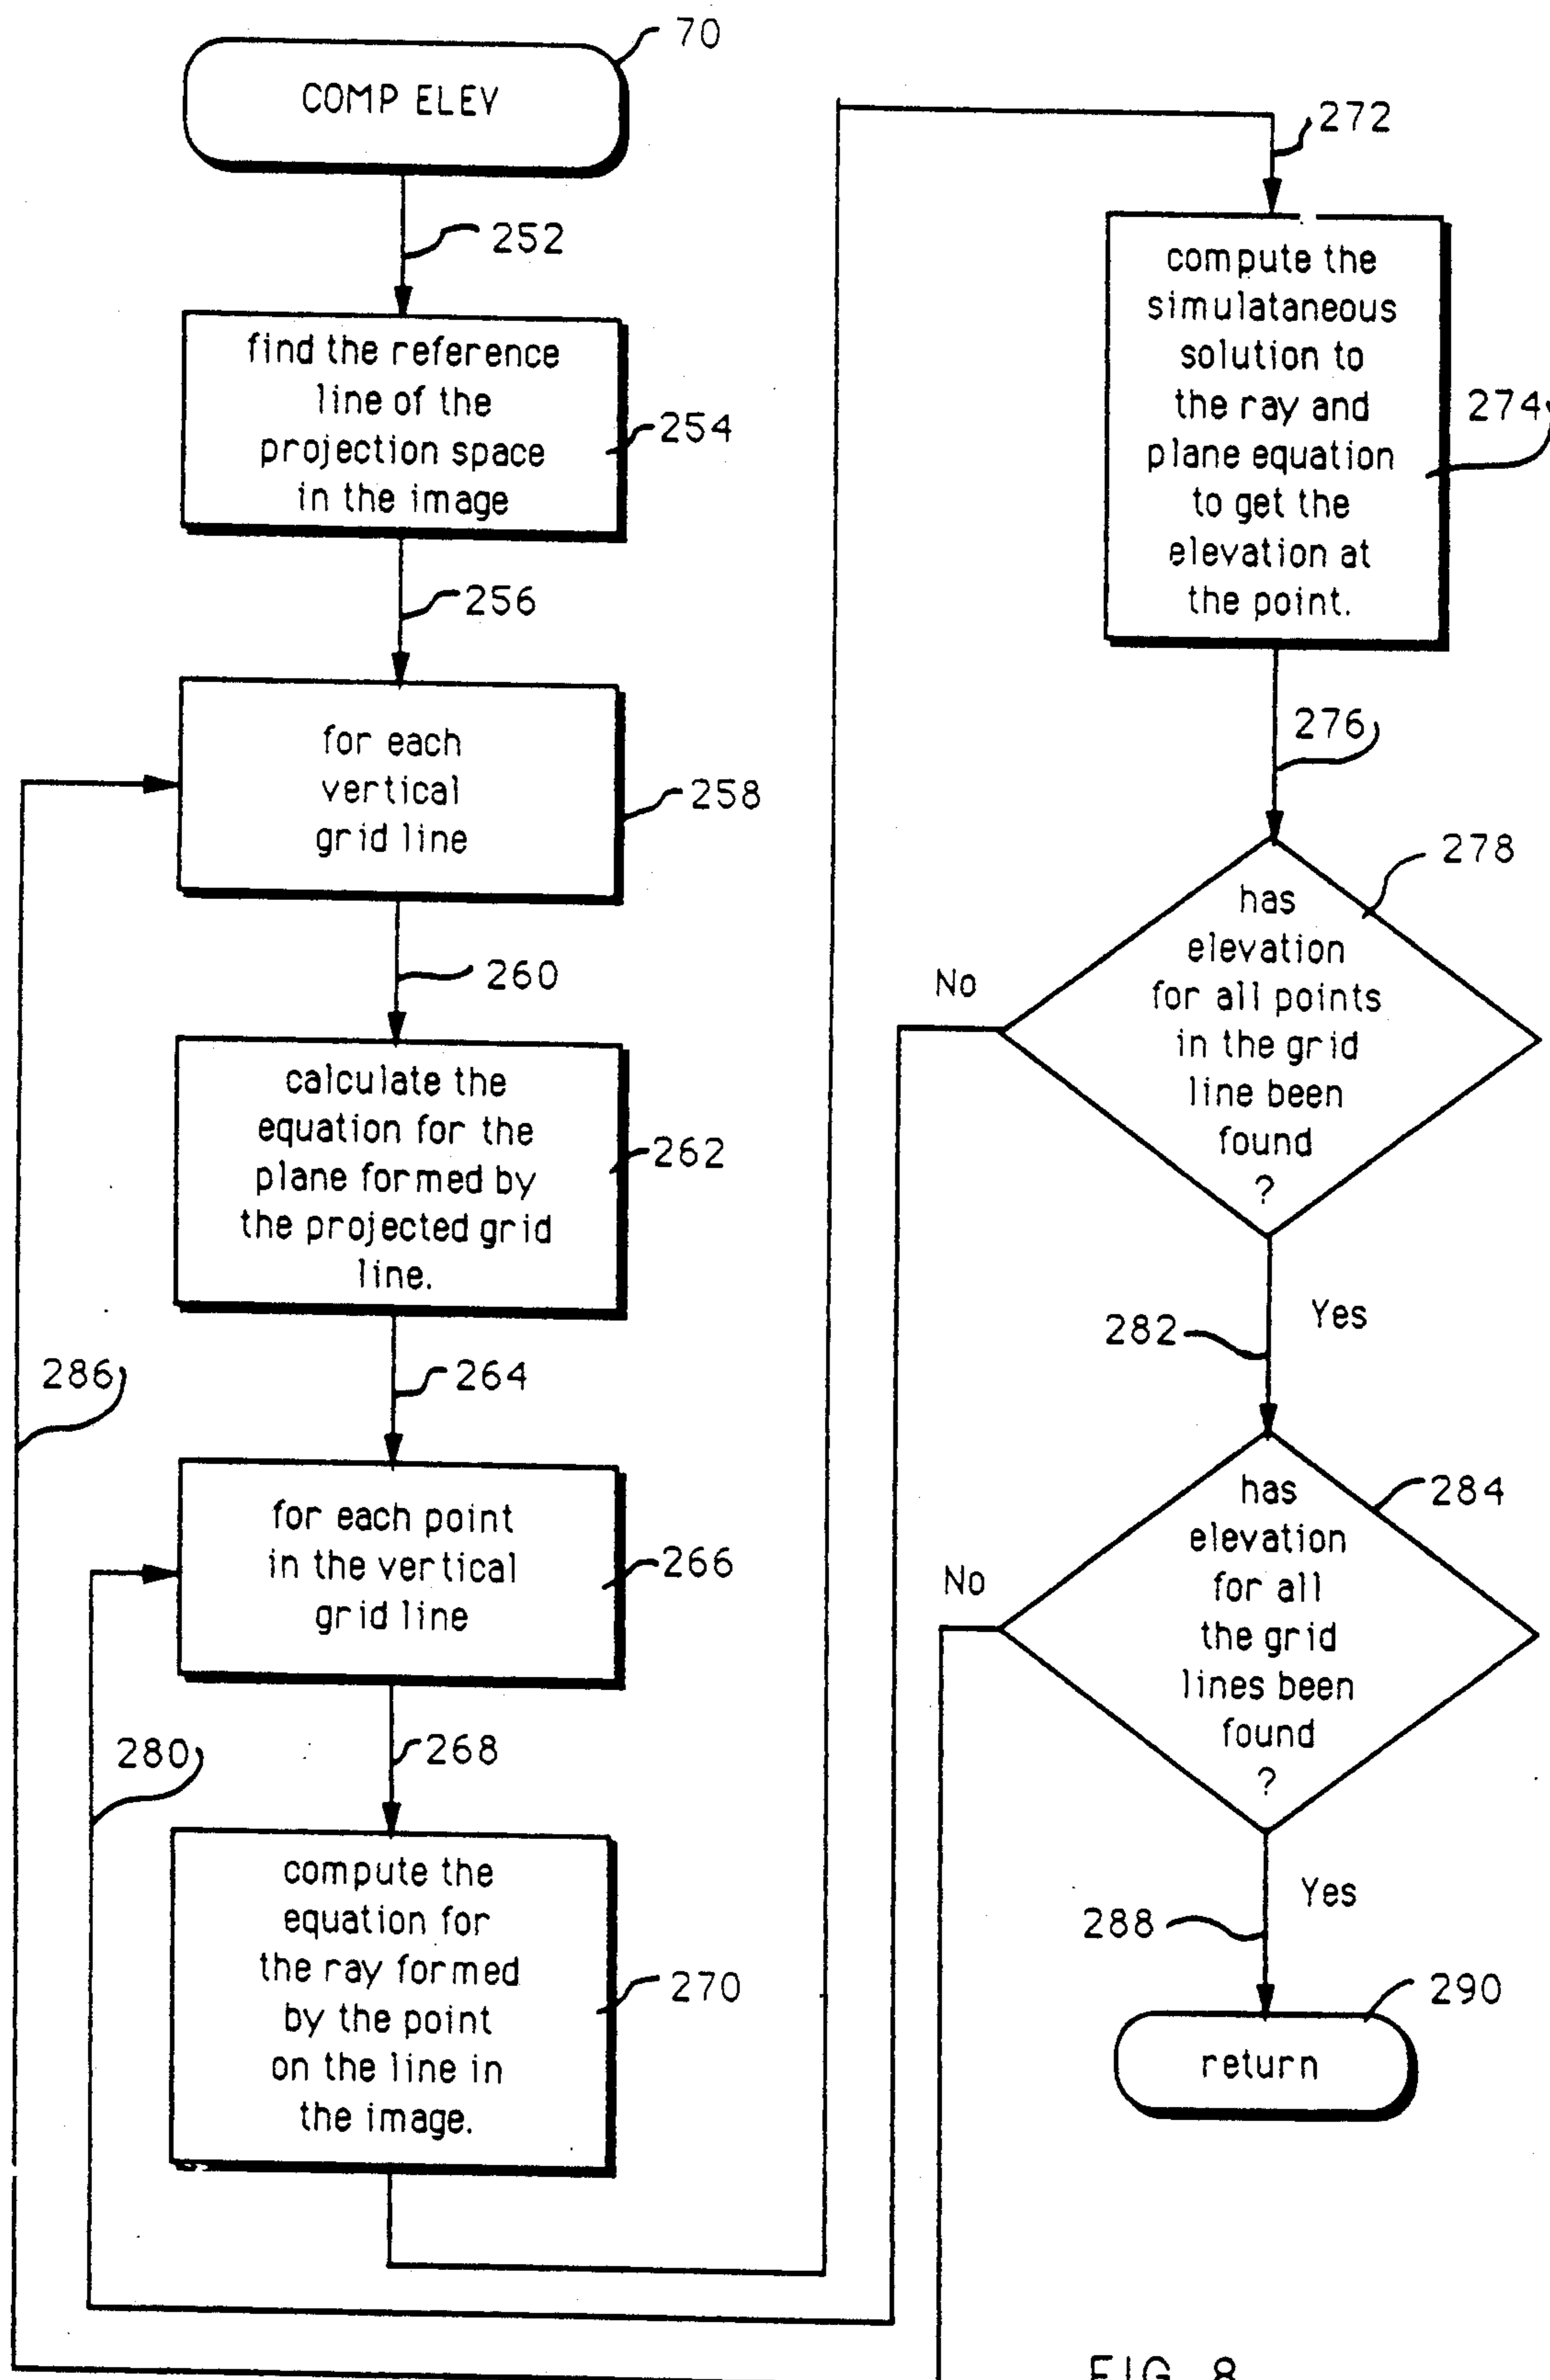 70
COMP ELEV
252
find the reference
line of the
projection space
in the image
254
256
for each
vertical
grid line
258
260
calculate the
equation for the
plane formed by
the projected grid
line.
262
264
286
for each point
in the vertical
grid line
266
268
280
compute the
equation for
the ray formed
by the point
on the line in
the image.
270
272
compute the
simulataneous
solution to
the ray and
plane equation
to get the
elevation at
the point.
274
276
278
has
elevation
for all points
in the grid
line been
found
?
No
282
Yes
284
has
elevation
for all
the grid
lines been
found
?
No
288
Yes
290
return
FIG 8